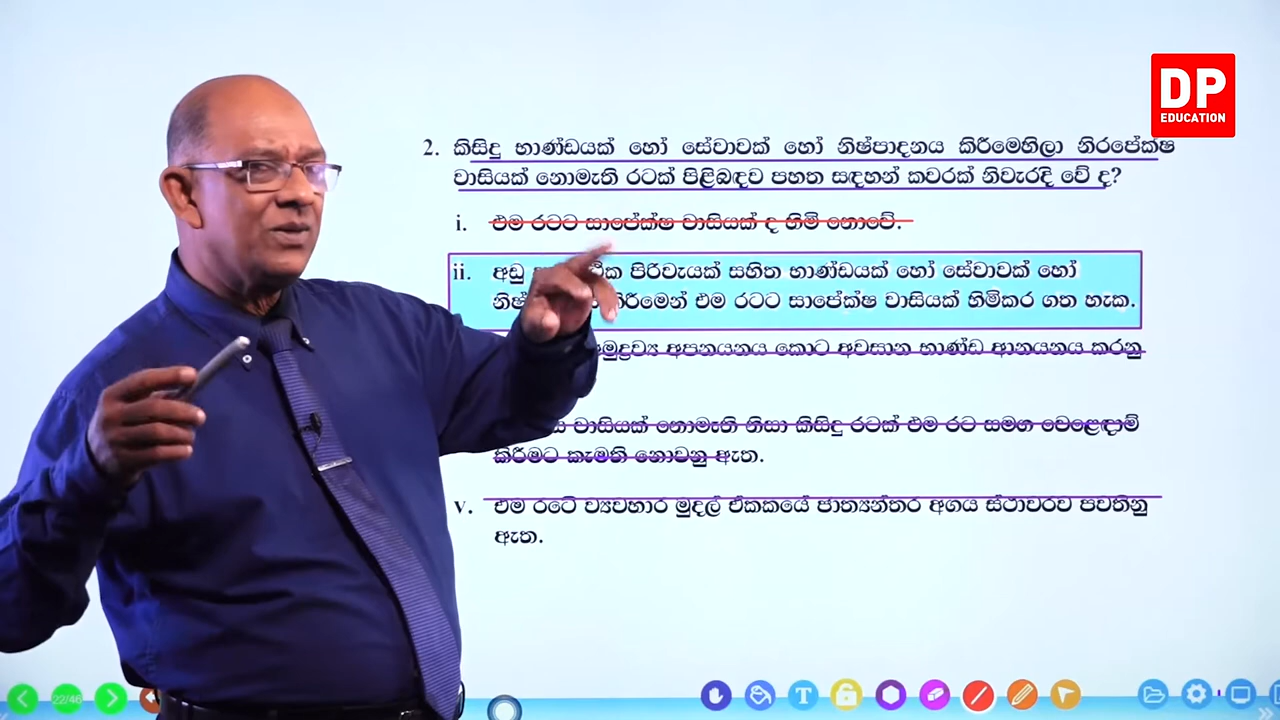 DP
EDUCATION
2. කිසිදු භාණ්ඩයක් හෝ සේවාවක් හෝ නිෂ්පාදනය කිරීමෙහිලා නිරපේක්ෂ
වාසියක් නොමැති රටක් පිළිබඳව පහත සඳහන් කවරක් නිවැරදි වේ ද?
i. එම රටට සාපේක්ෂ වාසියක් ද හිමි නොවේ.
ii. අඩු පිරිවැයක් සහිත භාණ්ඩයක් හෝ සේවාවක් හෝ
එම රටට සාපේක්ෂ වාසියක් හිමිකර ගත හැක.
අපනයනය කොට අවසාන භාණ්ඩ ආනයනය කරනු
වාසියක් නොමැති නිසා කිසිදු රටක් එම රට සමග වෙළෙඳාම්
කිරීමට කැමති නොවනු ඇත.
v. එම රටේ ව්‍යවහාර මුදල් ඒකකයේ ජාත්‍යන්තර අගය ස්ථාවරව පවතිනු
ඇත.
22/46